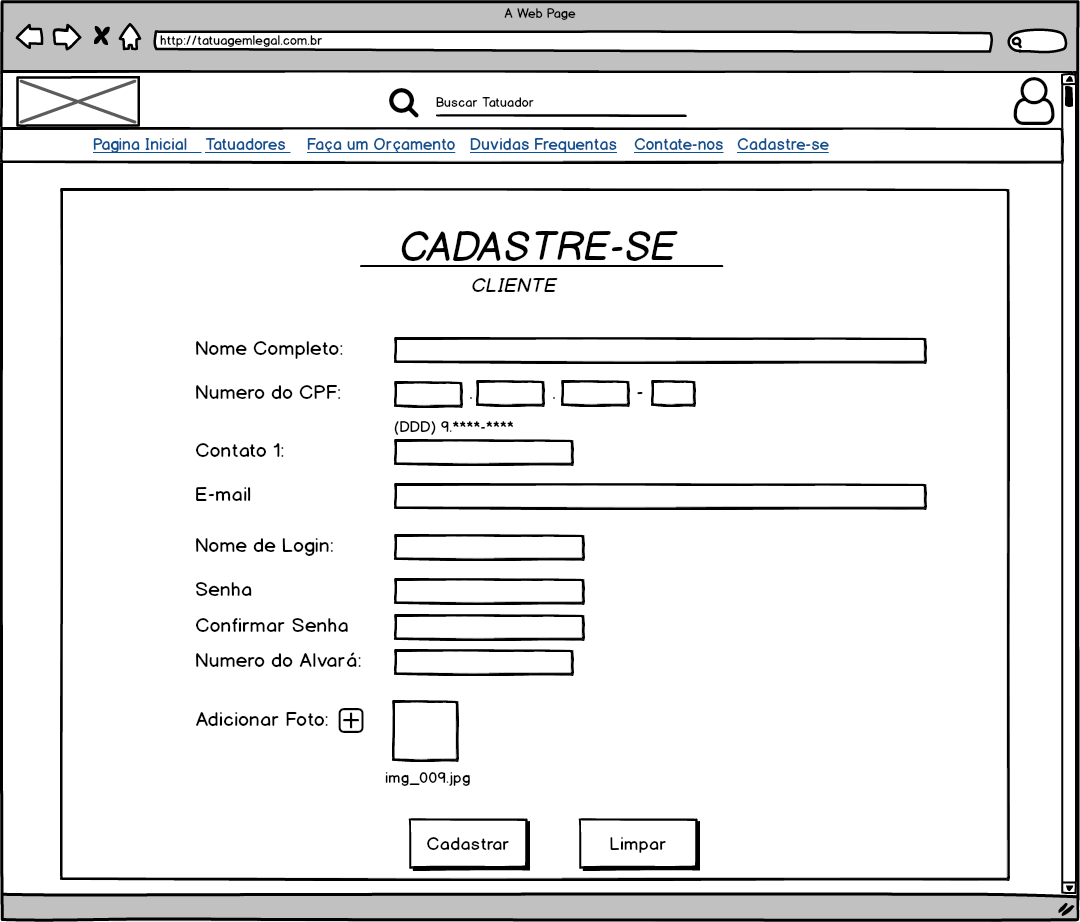 A Web Page
http://tatuagemlegal.com.br
Buscar Tatuador
Pagina Inicial Tatuadores Faça um Orçamento Duvidas Frequentas Contate-nos Cadastre-se
CADASTRE-SE
CLIENTE
Nome Completo:
Numero do CPF: . . -
(DDD) 9.****-****
Contato 1:
E-mail
Nome de Login:
Senha
Confirmar Senha
Numero do Alvará:
Adicionar Foto:
img_009.jpg
Cadastrar Limpar